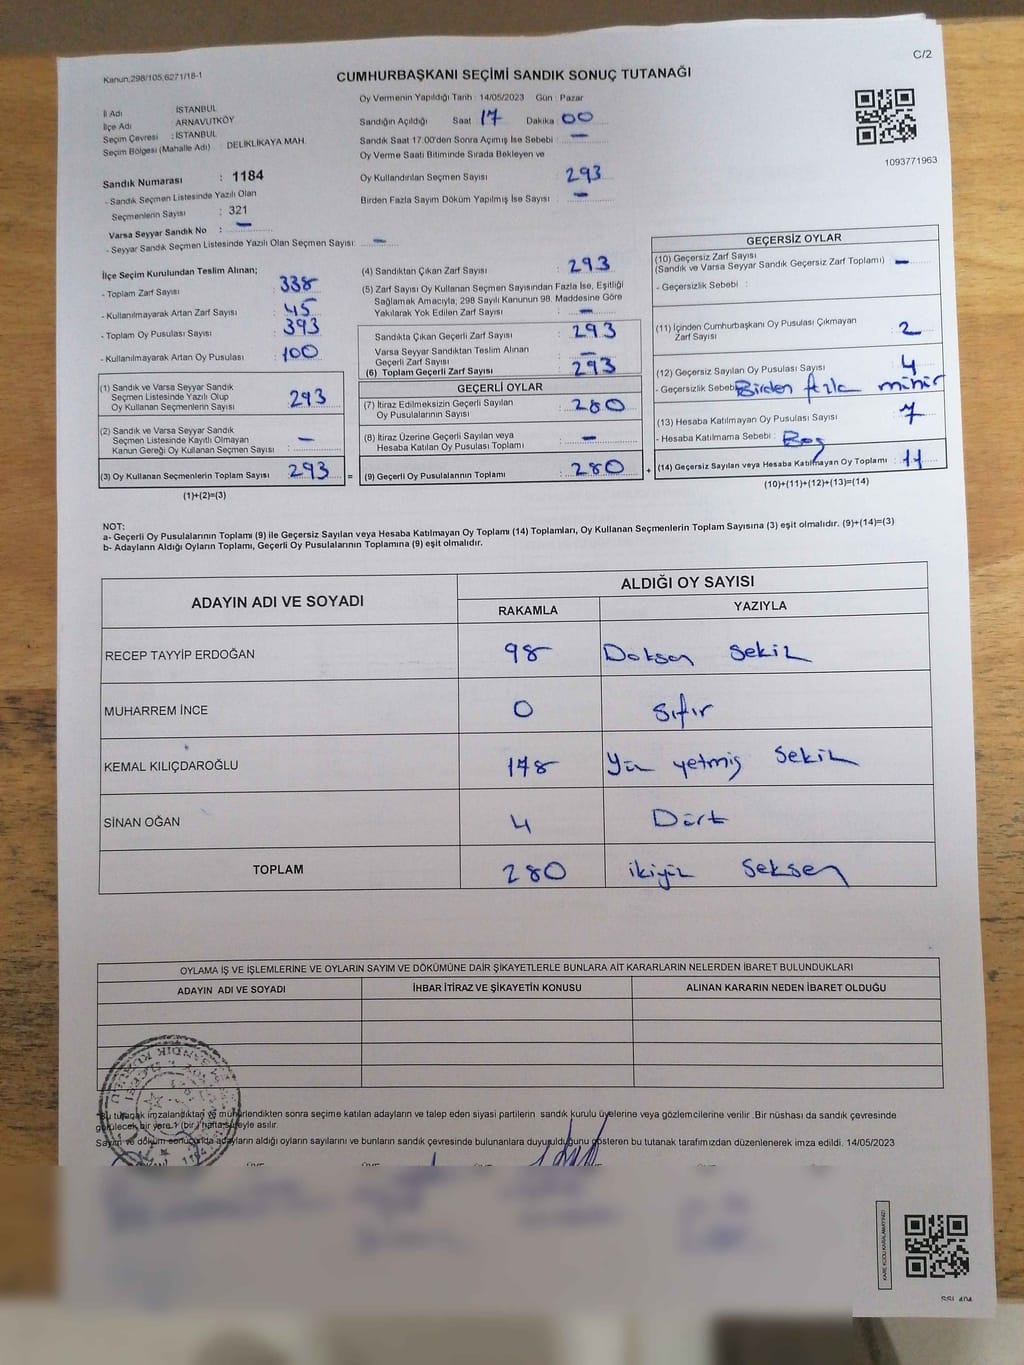 C/2
Kanun,298/105,6271/18-1
CUMHURBAŞKANI SEÇİMİ SANDIK SONUÇ TUTANAĞI
İl Adı İSTANBUL
İlçe Adı : ARNAVUTKÖY
Seçim Çevresi : İSTANBUL
Seçim Bölgesi (Mahalle Adı) DELİKLİKAYA MAH.
Sandık Numarası : 1184
- Sandık Seçmen Listesinde Yazılı Olan
Seçmenlerin Sayısı : 321
Varsa Seyyar Sandık No : -
- Seyyar Sandık Seçmen Listesinde Yazılı Olan Seçmen Sayısı: -
Oy Vermenin Yapıldığı Tarih : 14/05/2023 Gün : Pazar
Sandığın Açıldığı Saat 17 Dakika 00
Sandık Saat 17.00'den Sonra Açımış İse Sebebi : -
Oy Verme Saati Bitiminde Sırada Bekleyen ve
Oy Kullandırılan Seçmen Sayısı 293
Birden Fazla Sayım Döküm Yapılmış İse Sayısı : -
1093771963
İlçe Seçim Kurulundan Teslim Alınan;
- Toplam Zarf Sayısı : 338
- Kullanılmayarak Artan Zarf Sayısı : 45
- Toplam Oy Pusulası Sayısı : 393
- Kullanılmayarak Artan Oy Pusulası : 100
(1) Sandık ve Varsa Seyyar Sandık
Seçmen Listesinde Yazılı Olup
Oy Kullanan Seçmenlerin Sayısı : 293
(2) Sandık ve Varsa Seyyar Sandık
Seçmen Listesinde Kayıtlı Olmayan
Kanun Gereği Oy Kullanan Seçmen Sayısı : -
(3) Oy Kullanan Seçmenlerin Toplam Sayısı : 293
(1)+(2)=(3)
=
(4) Sandıktan Çıkan Zarf Sayısı : 293
(5) Zarf Sayısı Oy Kullanan Seçmen Sayısından Fazla İse, Eşitliği
Sağlamak Amacıyla; 298 Sayılı Kanunun 98. Maddesine Göre
Yakılarak Yok Edilen Zarf Sayısı : -
Sandıkta Çıkan Geçerli Zarf Sayısı : 293
Varsa Seyyar Sandıktan Teslim Alınan
Geçerli Zarf Sayısı : -
(6) Toplam Geçerli Zarf Sayısı : 293
GEÇERLİ OYLAR
(7) İtiraz Edilmeksizin Geçerli Sayılan
Oy Pusulalarının Sayısı : 280
(8) İtiraz Üzerine Geçerli Sayılan veya
Hesaba Katılan Oy Pusulası Toplamı : -
(9) Geçerli Oy Pusulalarının Toplamı : 280
+
GEÇERSİZ OYLAR
(10) Geçersiz Zarf Sayısı
(Sandık ve Varsa Seyyar Sandık Geçersiz Zarf Toplamı) : -
- Geçersizlik Sebebi :
(11) İçinden Cumhurbaşkanı Oy Pusulası Çıkmayan
Zarf Sayısı : 2
(12) Geçersiz Sayılan Oy Pusulası Sayısı : 4
- Geçersizlik Sebebi Birden fazla mühür
(13) Hesaba Katılmayan Oy Pusulası Sayısı : 7
- Hesaba Katılmama Sebebi : Boş
(14) Geçersiz Sayılan veya Hesaba Katılmayan Oy Toplamı : 11
(10)+(11)+(12)+(13)=(14)
NOT:
a- Geçerli Oy Pusulalarının Toplamı (9) ile Geçersiz Sayılan veya Hesaba Katılmayan Oy Toplamı (14) Toplamları, Oy Kullanan Seçmenlerin Toplam Sayısına (3) eşit olmalıdır. (9)+(14)=(3)
b- Adayların Aldığı Oyların Toplamı, Geçerli Oy Pusulalarının Toplamına (9) eşit olmalıdır.
ADAYIN ADI VE SOYADI ALDIĞI OY SAYISI
RAKAMLA YAZIYLA
RECEP TAYYİP ERDOĞAN 98 Doksan sekiz
MUHARREM İNCE 0 Sıfır
KEMAL KILIÇDAROĞLU 178 Yüz yetmiş sekiz
SİNAN OĞAN 4 Dört
TOPLAM 280 ikiyüz seksen
OYLAMA İŞ VE İŞLEMLERİNE VE OYLARIN SAYIM VE DÖKÜMÜNE DAİR ŞİKAYETLERLE BUNLARA AİT KARARLARIN NELERDEN İBARET BULUNDUKLARI
ADAYIN ADI VE SOYADI İHBAR İTİRAZ VE ŞİKAYETİN KONUSU ALINAN KARARIN NEDEN İBARET OLDUĞU
*Bu tutanak imzalandıktan ve mühürlendikten sonra seçime katılan adayların ve talep eden siyasi partilerin sandık kurulu üyelerine veya gözlemcilerine verilir .Bir nüshası da sandık çevresinde
görülecek bir yere 1 (bir) hafta süreyle asılır.
Sayım ve döküm sonucunda adayların aldığı oyların sayılarını ve bunların sandık çevresinde bulunanlara duyurulduğunu gösteren bu tutanak tarafımızdan düzenlenerek imza edildi. 14/05/2023
KARE KODU KARALAMAYINIZ!